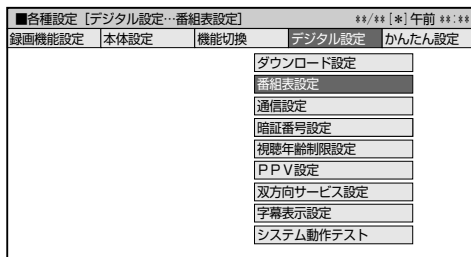 ■各種設定［デジタル設定…番組表設定］ **/**［*］午前**:**
録画機能設定 本体設定 機能切換 デジタル設定 かんたん設定
ダウンロード設定
番組表設定
通信設定
暗証番号設定
視聴年齢制限設定
ＰＰＶ設定
双方向サービス設定
字幕表示設定
システム動作テスト